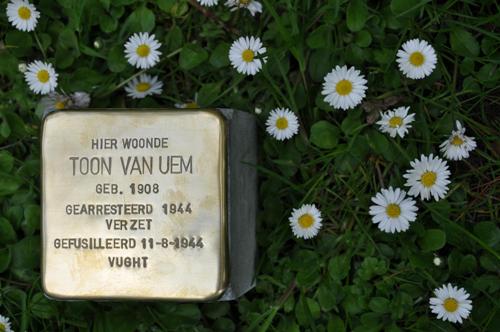 HIER WOONDE
TOON VAN UEM
GEB. 1908
GEARRESTEERD 1944
VERZET
GEFUSILLEERD 11-8-1944
VUGHT